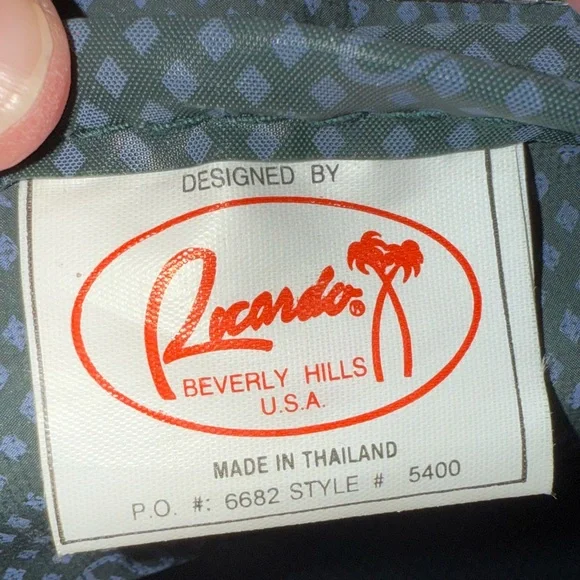 DESIGNED BY
Ricardo®
BEVERLY HILLS
U.S.A.
MADE IN THAILAND
P.O. #: 6682 STYLE # 5400